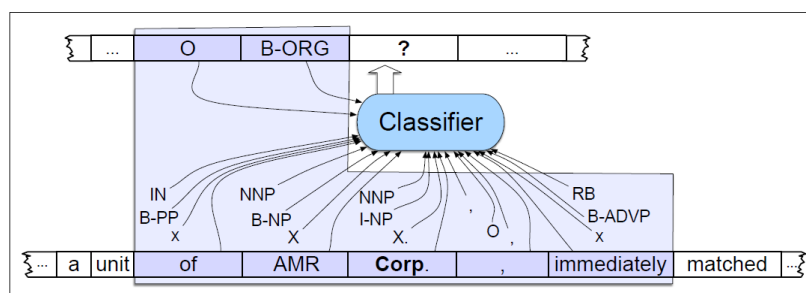 ... O B-ORG ? ...
Classifier
IN NNP NNP , RB
B-PP B-NP I-NP O , B-ADVP
x X X. x
... a unit of AMR Corp. , immediately matched ...